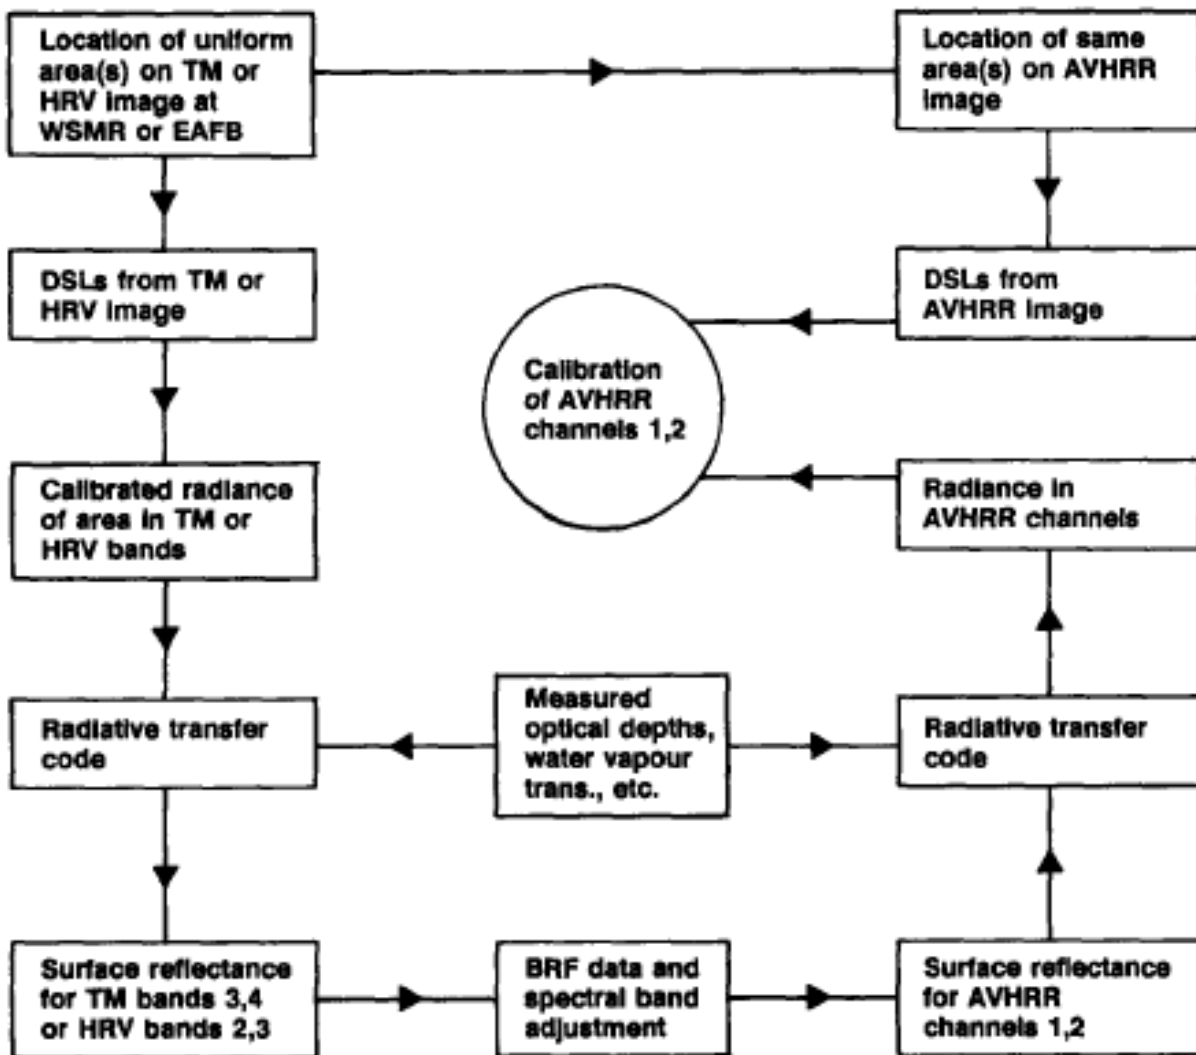 Location of uniform
area(s) on TM or
HRV image at
WSMR or EAFB
Location of same
area(s) on AVHRR
image
DSLs from TM or
HRV image
DSLs from
AVHRR image
Calibration
of AVHRR
channels 1,2
Calibrated radiance
of area in TM or
HRV bands
Radiance in
AVHRR channels
Radiative transfer
code
Measured
optical depths,
water vapour
trans., etc.
Radiative transfer
code
Surface reflectance
for TM bands 3,4
or HRV bands 2,3
BRF data and
spectral band
adjustment
Surface reflectance
for AVHRR
channels 1,2